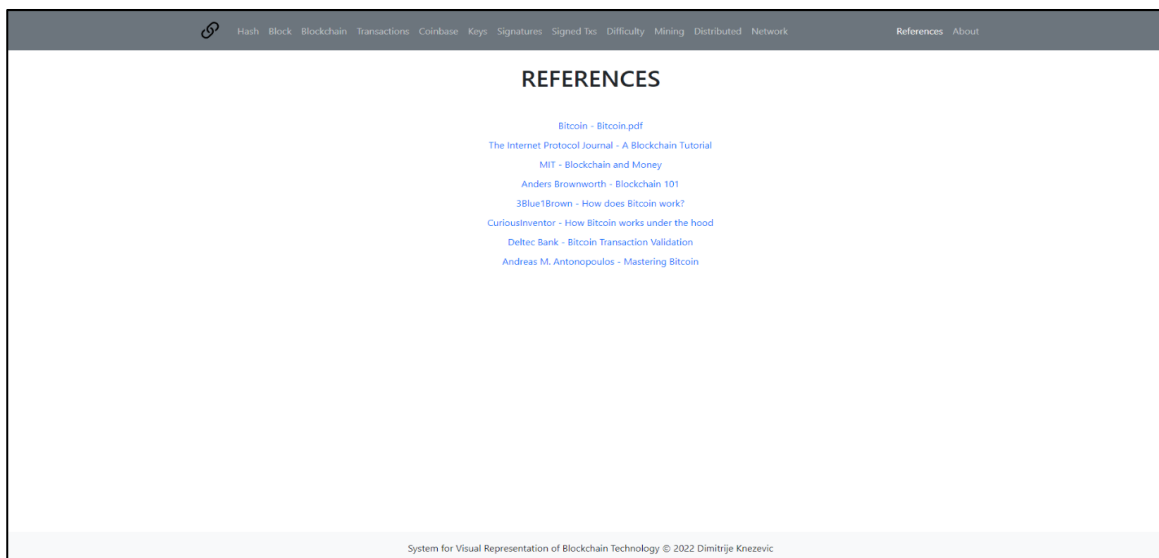 Hash Block Blockchain Transactions Coinbase Keys Signatures Signed Txs Difficulty Mining Distributed Network References About
REFERENCES
Bitcoin - Bitcoin.pdf
The Internet Protocol Journal - A Blockchain Tutorial
MIT - Blockchain and Money
Anders Brownworth - Blockchain 101
3Blue1Brown - How does Bitcoin work?
CuriousInventor - How Bitcoin works under the hood
Deltec Bank - Bitcoin Transaction Validation
Andreas M. Antonopoulos - Mastering Bitcoin
System for Visual Representation of Blockchain Technology © 2022 Dimitrije Knezevic